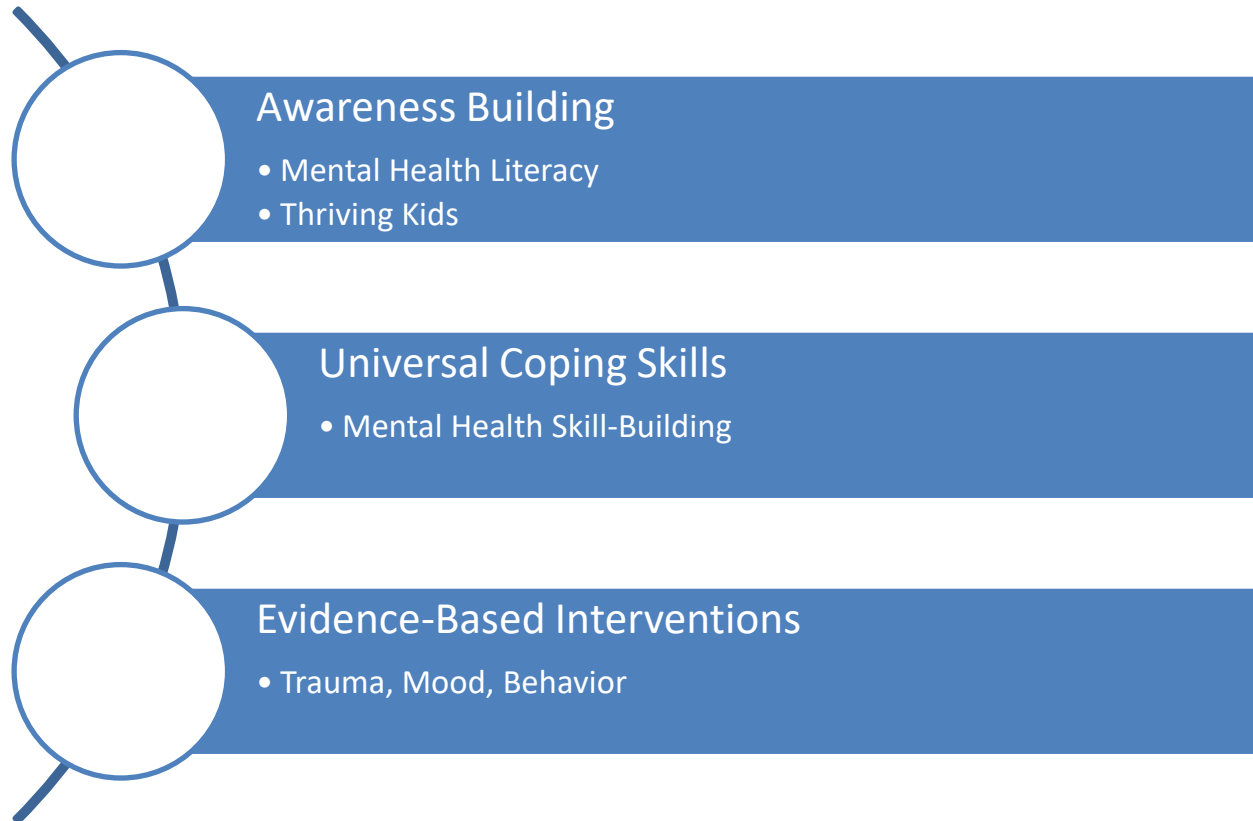 Awareness Building
• Mental Health Literacy
• Thriving Kids
Universal Coping Skills
• Mental Health Skill-Building
Evidence-Based Interventions
• Trauma, Mood, Behavior